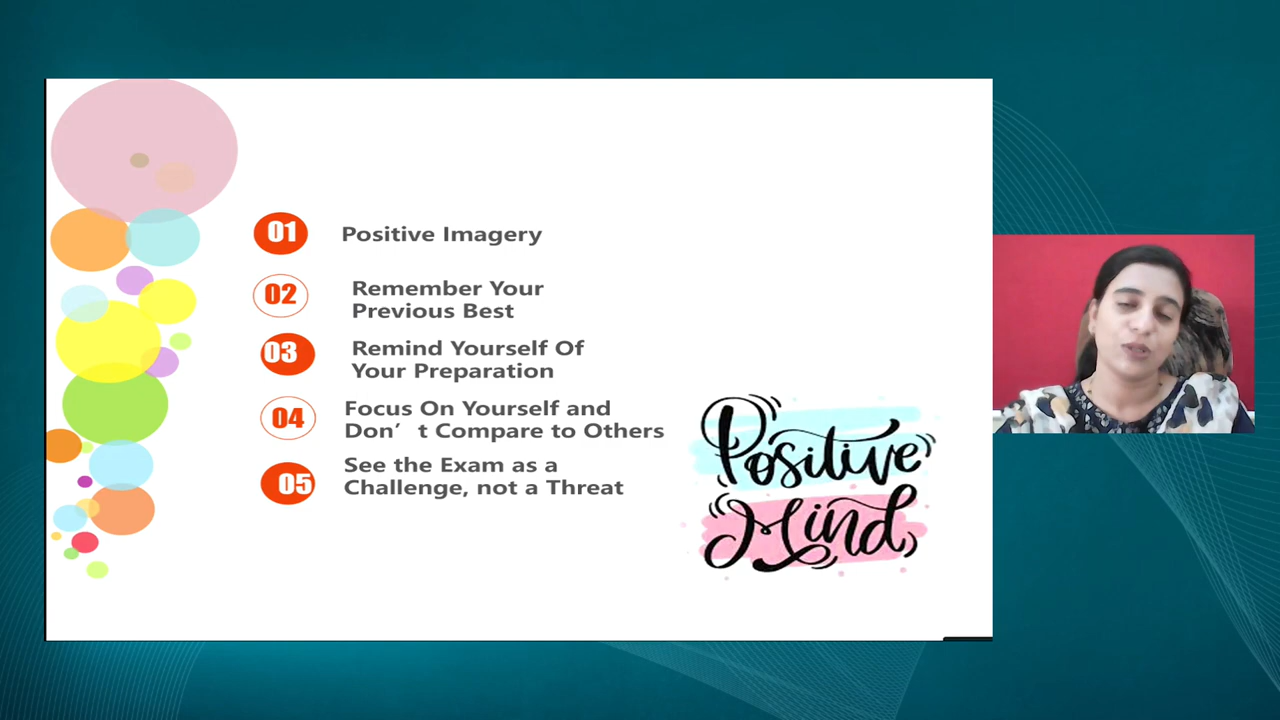 01 Positive Imagery
02 Remember Your
Previous Best
03 Remind Yourself Of
Your Preparation
04 Focus On Yourself and
Don’ t Compare to Others
05 See the Exam as a
Challenge, not a Threat
Positive
Mind